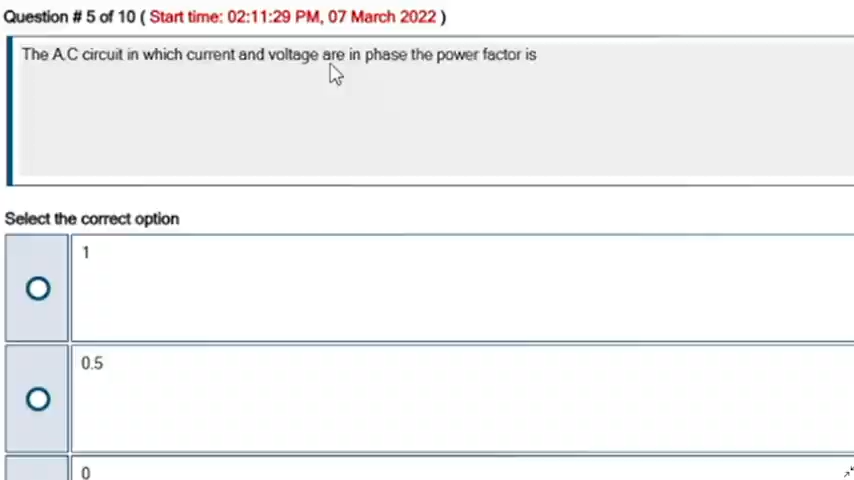 Question # 5 of 10 ( Start time: 02:11:29 PM, 07 March 2022 )
The A.C circuit in which current and voltage are in phase the power factor is
Select the correct option
1
0.5
0